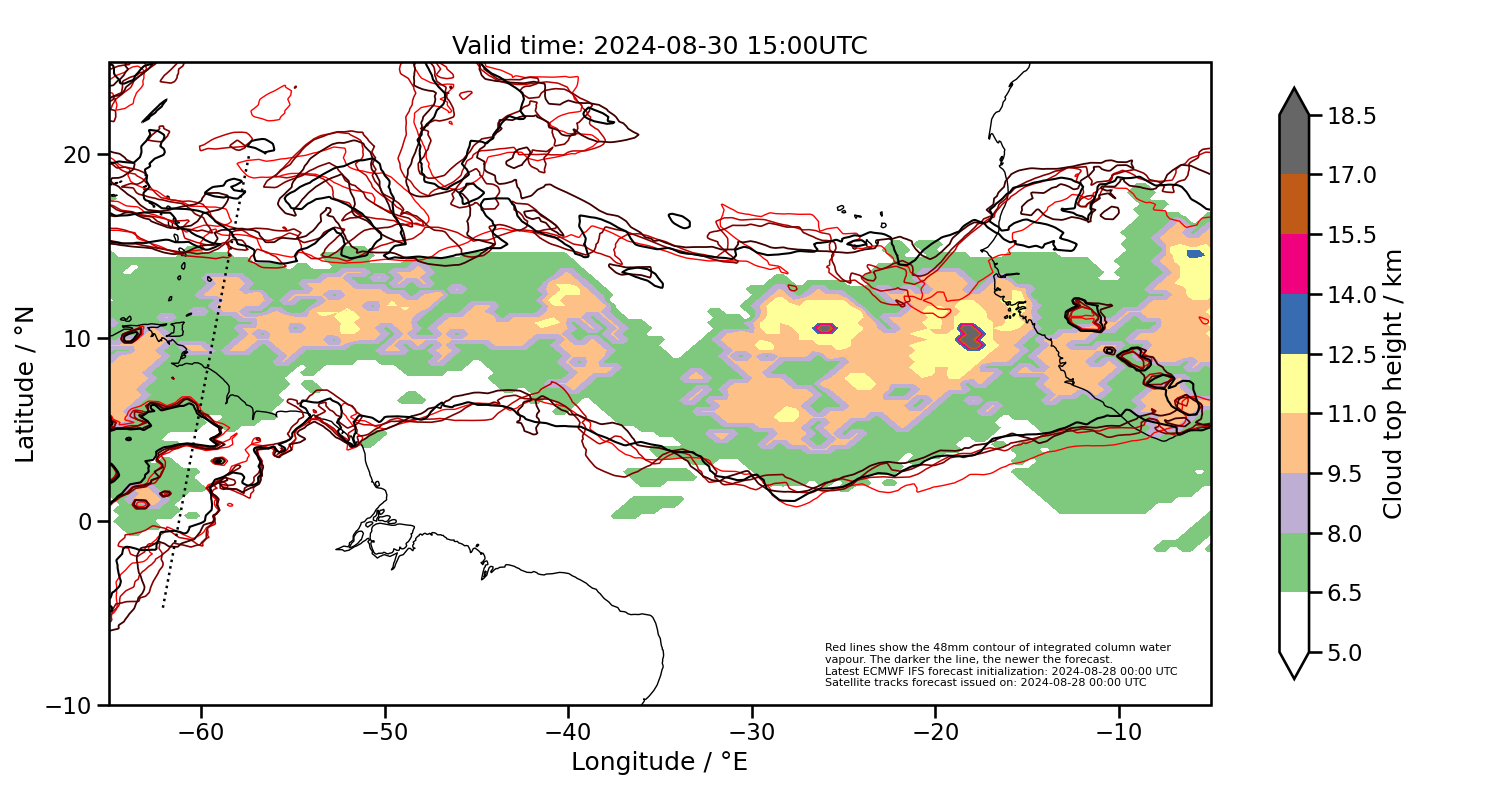 Valid time: 2024-08-30 15:00UTC
20
10
0
−10
Latitude / °N
−60
−50
−40
−30
−20
−10
Longitude / °E
Red lines show the 48mm contour of integrated column water
vapour. The darker the line, the newer the forecast.
Latest ECMWF IFS forecast initialization: 2024-08-28 00:00 UTC
Satellite tracks forecast issued on: 2024-08-28 00:00 UTC
18.5
17.0
15.5
14.0
12.5
11.0
9.5
8.0
6.5
5.0
Cloud top height / km